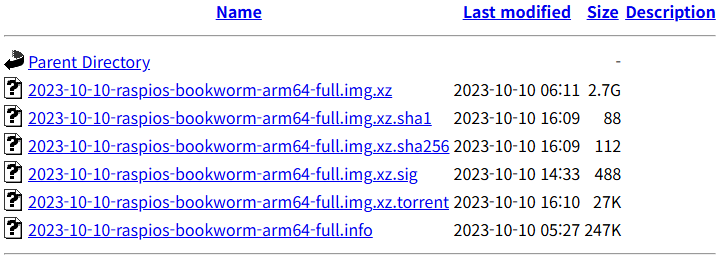 Name Last modified Size Description
Parent Directory -
2023-10-10-raspios-bookworm-arm64-full.img.xz 2023-10-10 06:11 2.7G
2023-10-10-raspios-bookworm-arm64-full.img.xz.sha1 2023-10-10 16:09 88
2023-10-10-raspios-bookworm-arm64-full.img.xz.sha256 2023-10-10 16:09 112
2023-10-10-raspios-bookworm-arm64-full.img.xz.sig 2023-10-10 14:33 488
2023-10-10-raspios-bookworm-arm64-full.img.xz.torrent 2023-10-10 16:10 27K
2023-10-10-raspios-bookworm-arm64-full.info 2023-10-10 05:27 247K